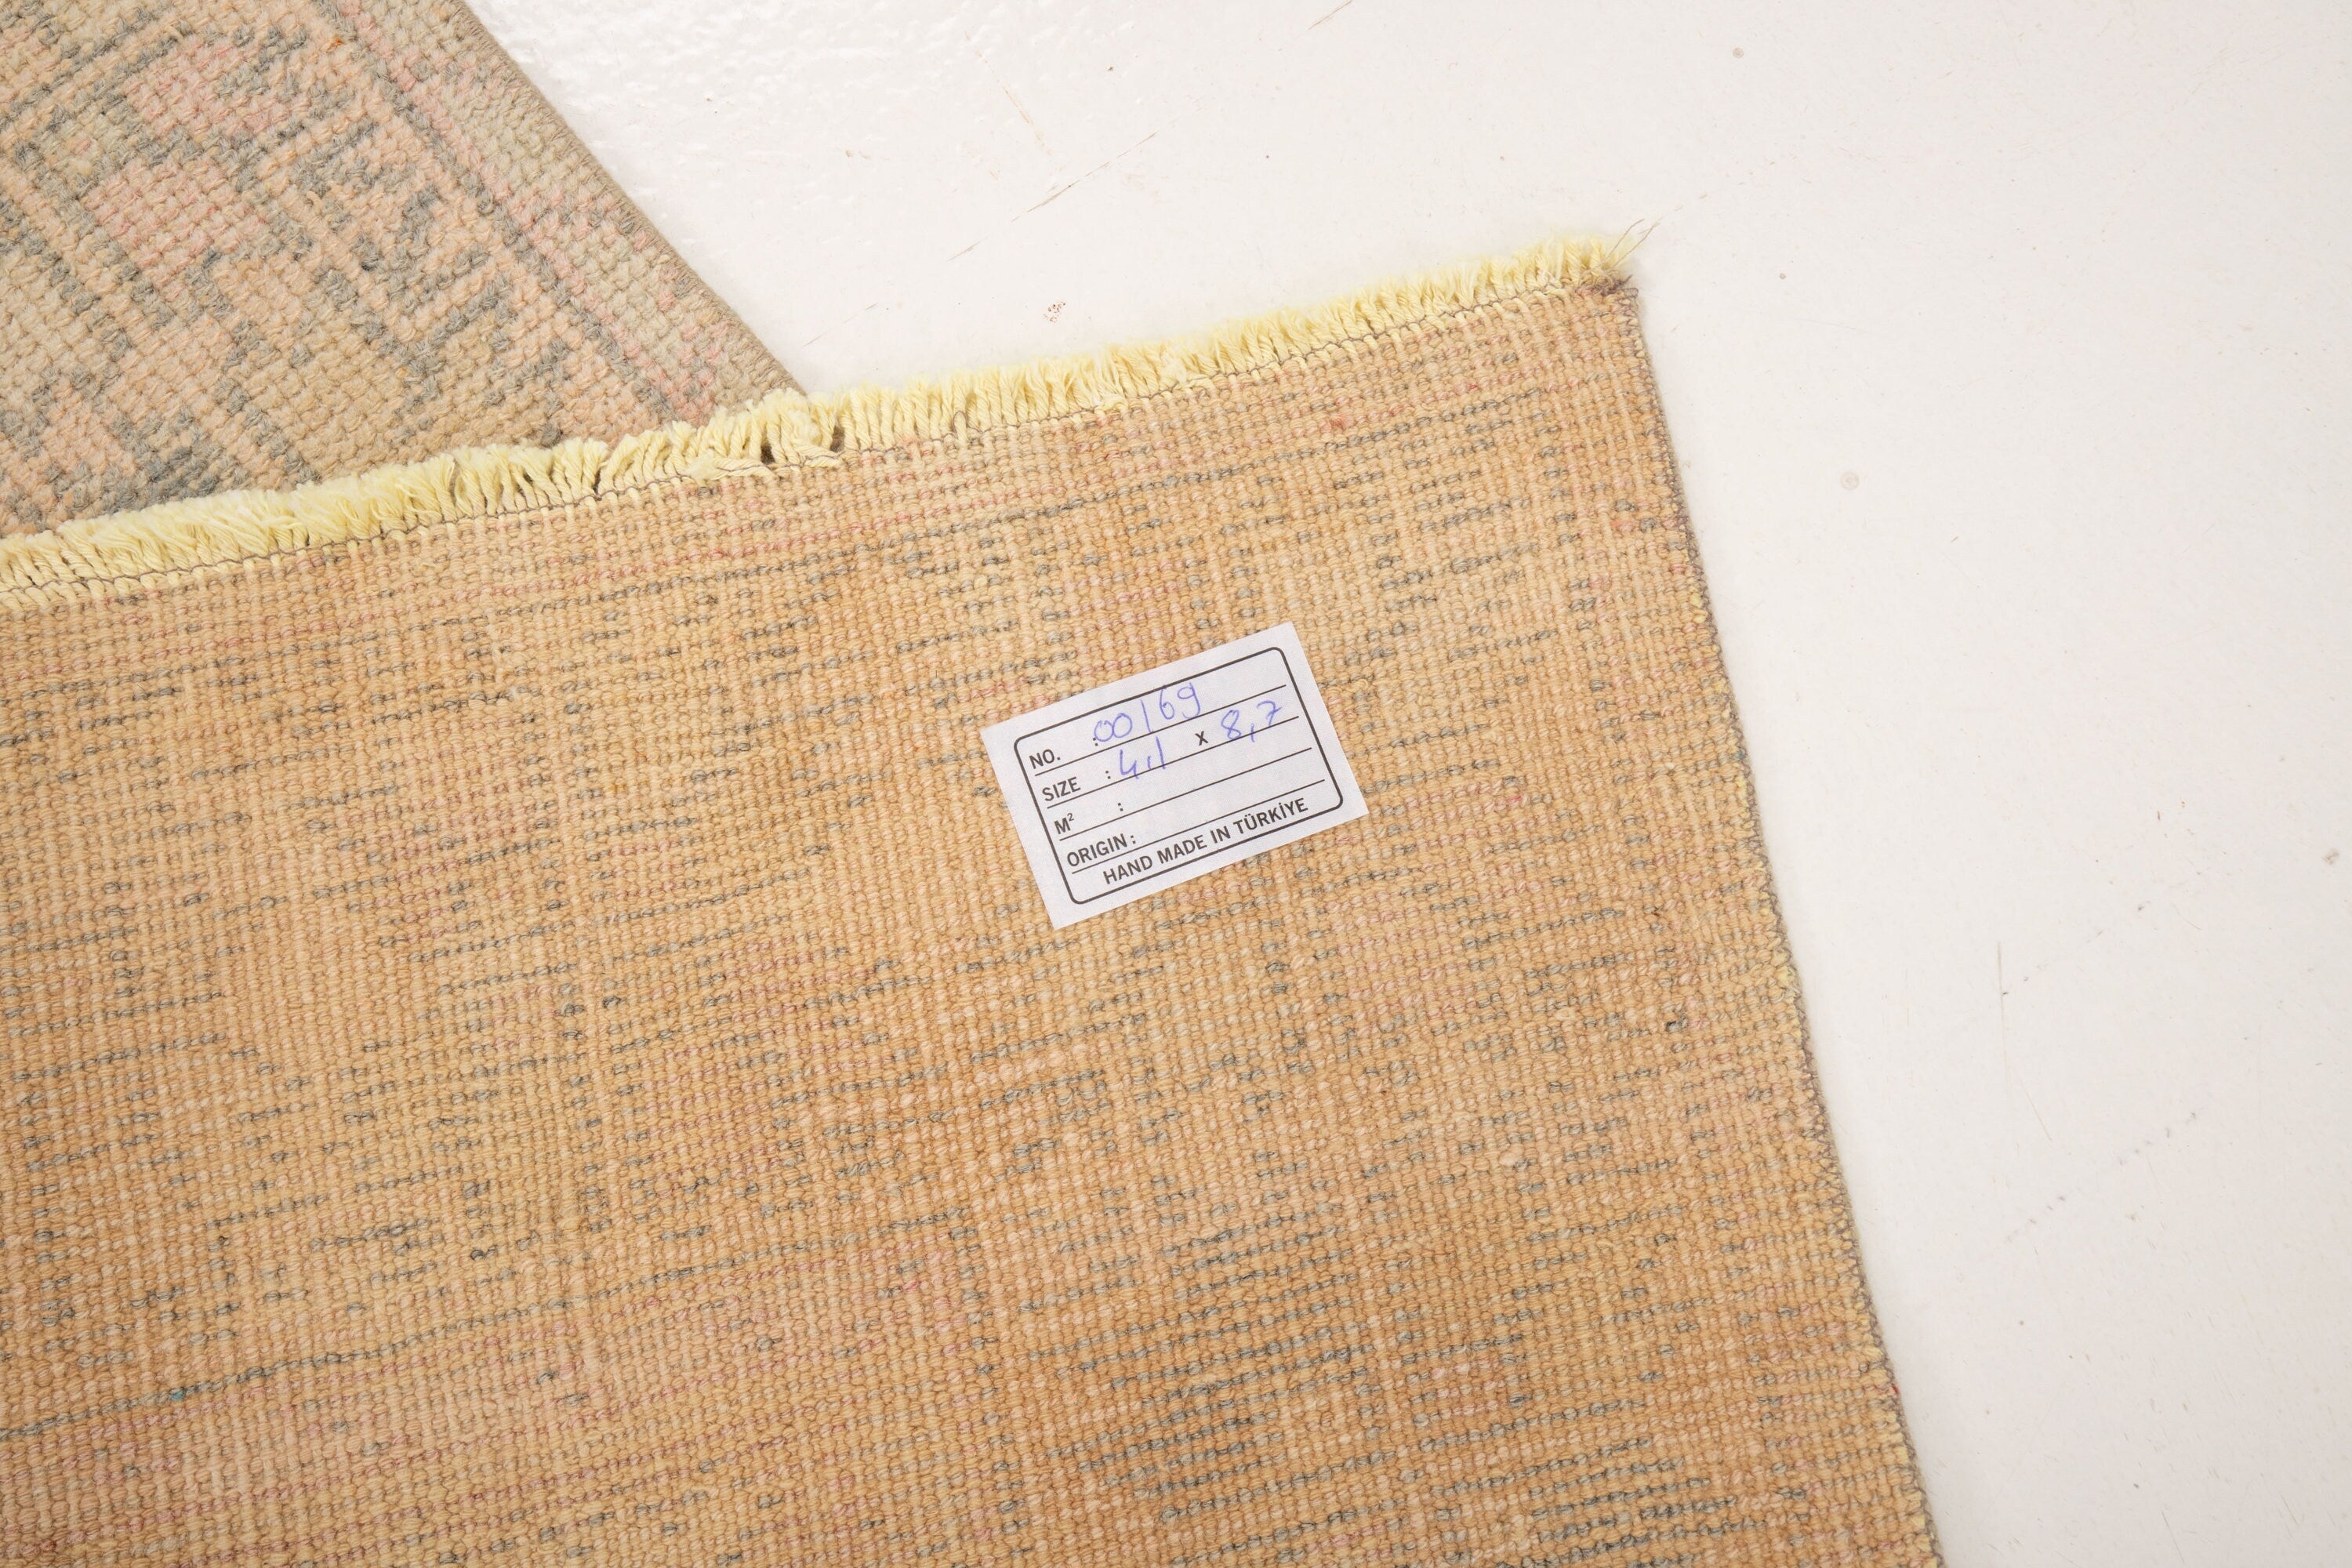 NO. : 00169
SIZE : 4,1 X 8,7
M² :
ORIGIN:
HAND MADE IN TÜRKİYE